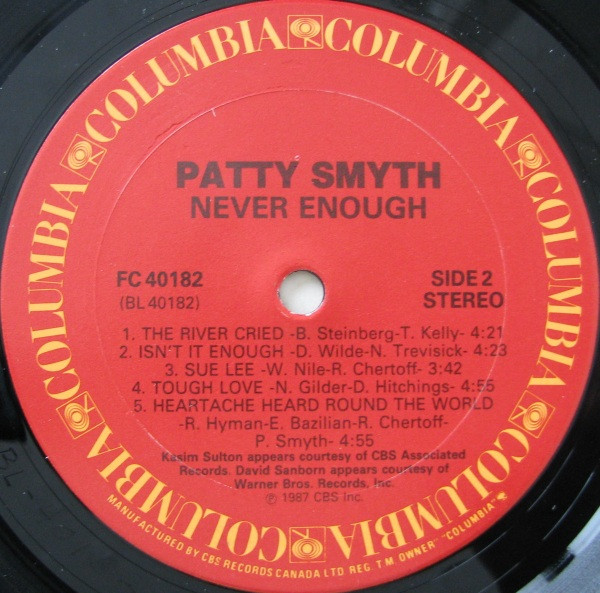 COLUMBIA COLUMBIA COLUMBIA COLUMBIA COLUMBIA COLUMBIA COLUMBIA COLUMBIA
PATTY SMYTH
NEVER ENOUGH
FC 40182
(BL 40182)
SIDE 2
STEREO
1. THE RIVER CRIED -B. Steinberg-T. Kelly- 4:21
2. ISN'T IT ENOUGH -D. Wilde-N. Trevisick- 4:23
3. SUE LEE -W. Nile-R. Chertoff- 3:42
4. TOUGH LOVE -N. Gilder-D. Hitchings- 4:55
5. HEARTACHE HEARD ROUND THE WORLD
-R. Hyman-E. Bazilian-R. Chertoff-
P. Smyth- 4:55
Kasim Sulton appears courtesy of CBS Associated
Records. David Sanborn appears courtesy of
Warner Bros. Records, Inc.
℗ 1987 CBS Inc.
MANUFACTURED BY CBS RECORDS CANADA LTD REG. T M OWNER "COLUMBIA"
BL-